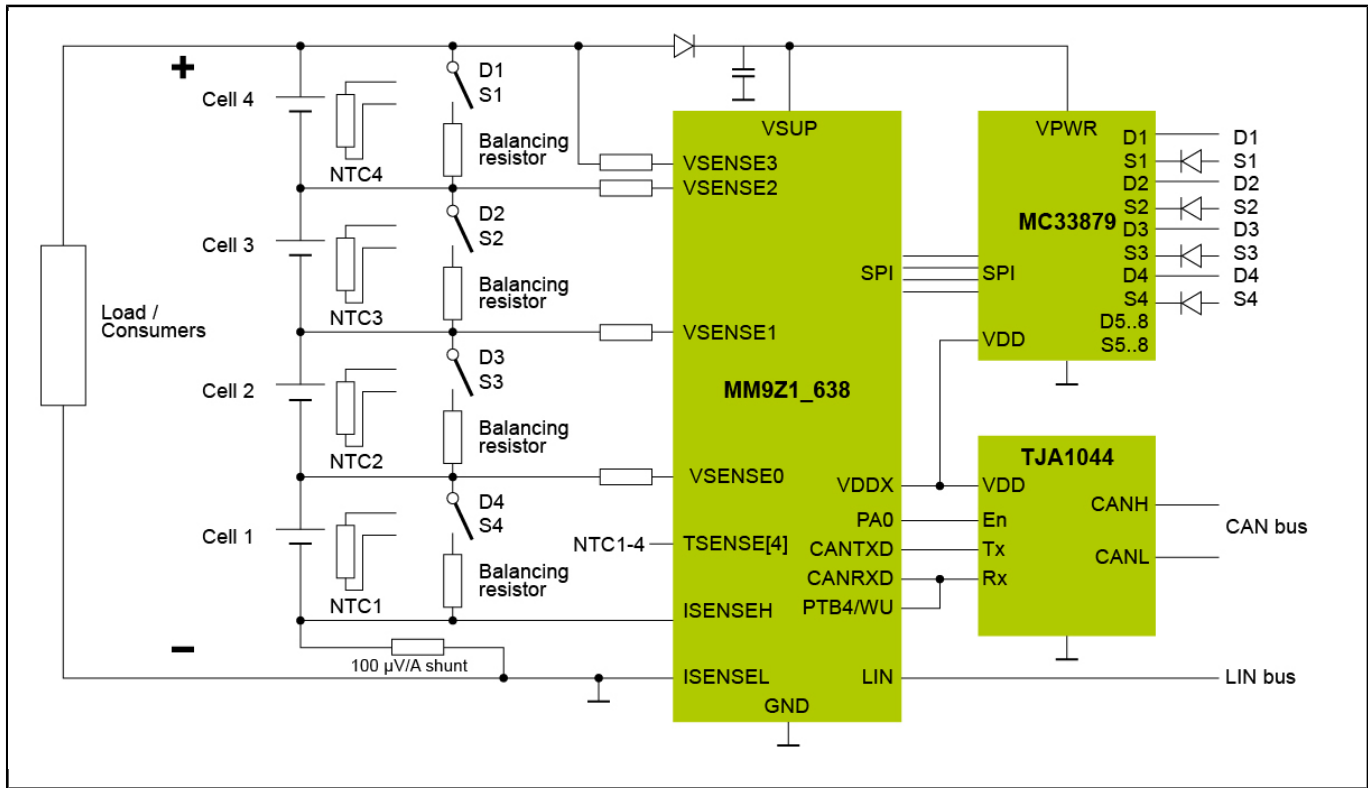 +
Cell 4
NTC4
D1
S1
Balancing
resistor
Cell 3
NTC3
D2
S2
Balancing
resistor
Load /
Consumers
Cell 2
NTC2
D3
S3
Balancing
resistor
Cell 1
NTC1
D4
S4
Balancing
resistor
NTC1-4
–
100 µV/A shunt
VSUP
VSENSE3
VSENSE2
SPI
VSENSE1
MM9Z1_638
VSENSE0
VDDX
PA0
TSENSE[4]
CANTXD
CANRXD
ISENSEH
PTB4/WU
ISENSEL
LIN
GND
VPWR
D1
S1
D2
S2
MC33879
D3
S3
SPI
D4
S4
D5..8
VDD
S5..8
D1
S1
D2
S2
D3
S3
D4
S4
TJA1044
VDD
CANH
En
Tx
CANL
Rx
CAN bus
LIN bus